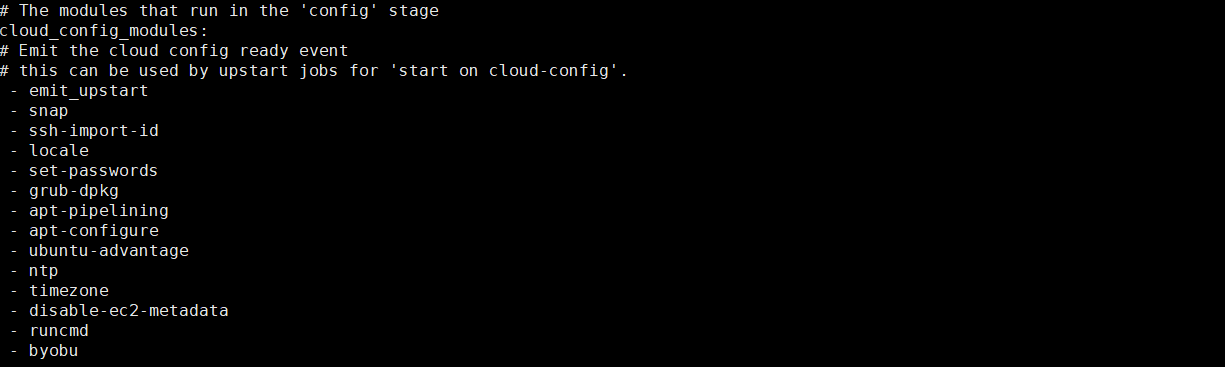 # The modules that run in the 'config' stage
cloud_config_modules:
# Emit the cloud config ready event
# this can be used by upstart jobs for 'start on cloud-config'.
 - emit_upstart
 - snap
 - ssh-import-id
 - locale
 - set-passwords
 - grub-dpkg
 - apt-pipelining
 - apt-configure
 - ubuntu-advantage
 - ntp
 - timezone
 - disable-ec2-metadata
 - runcmd
 - byobu